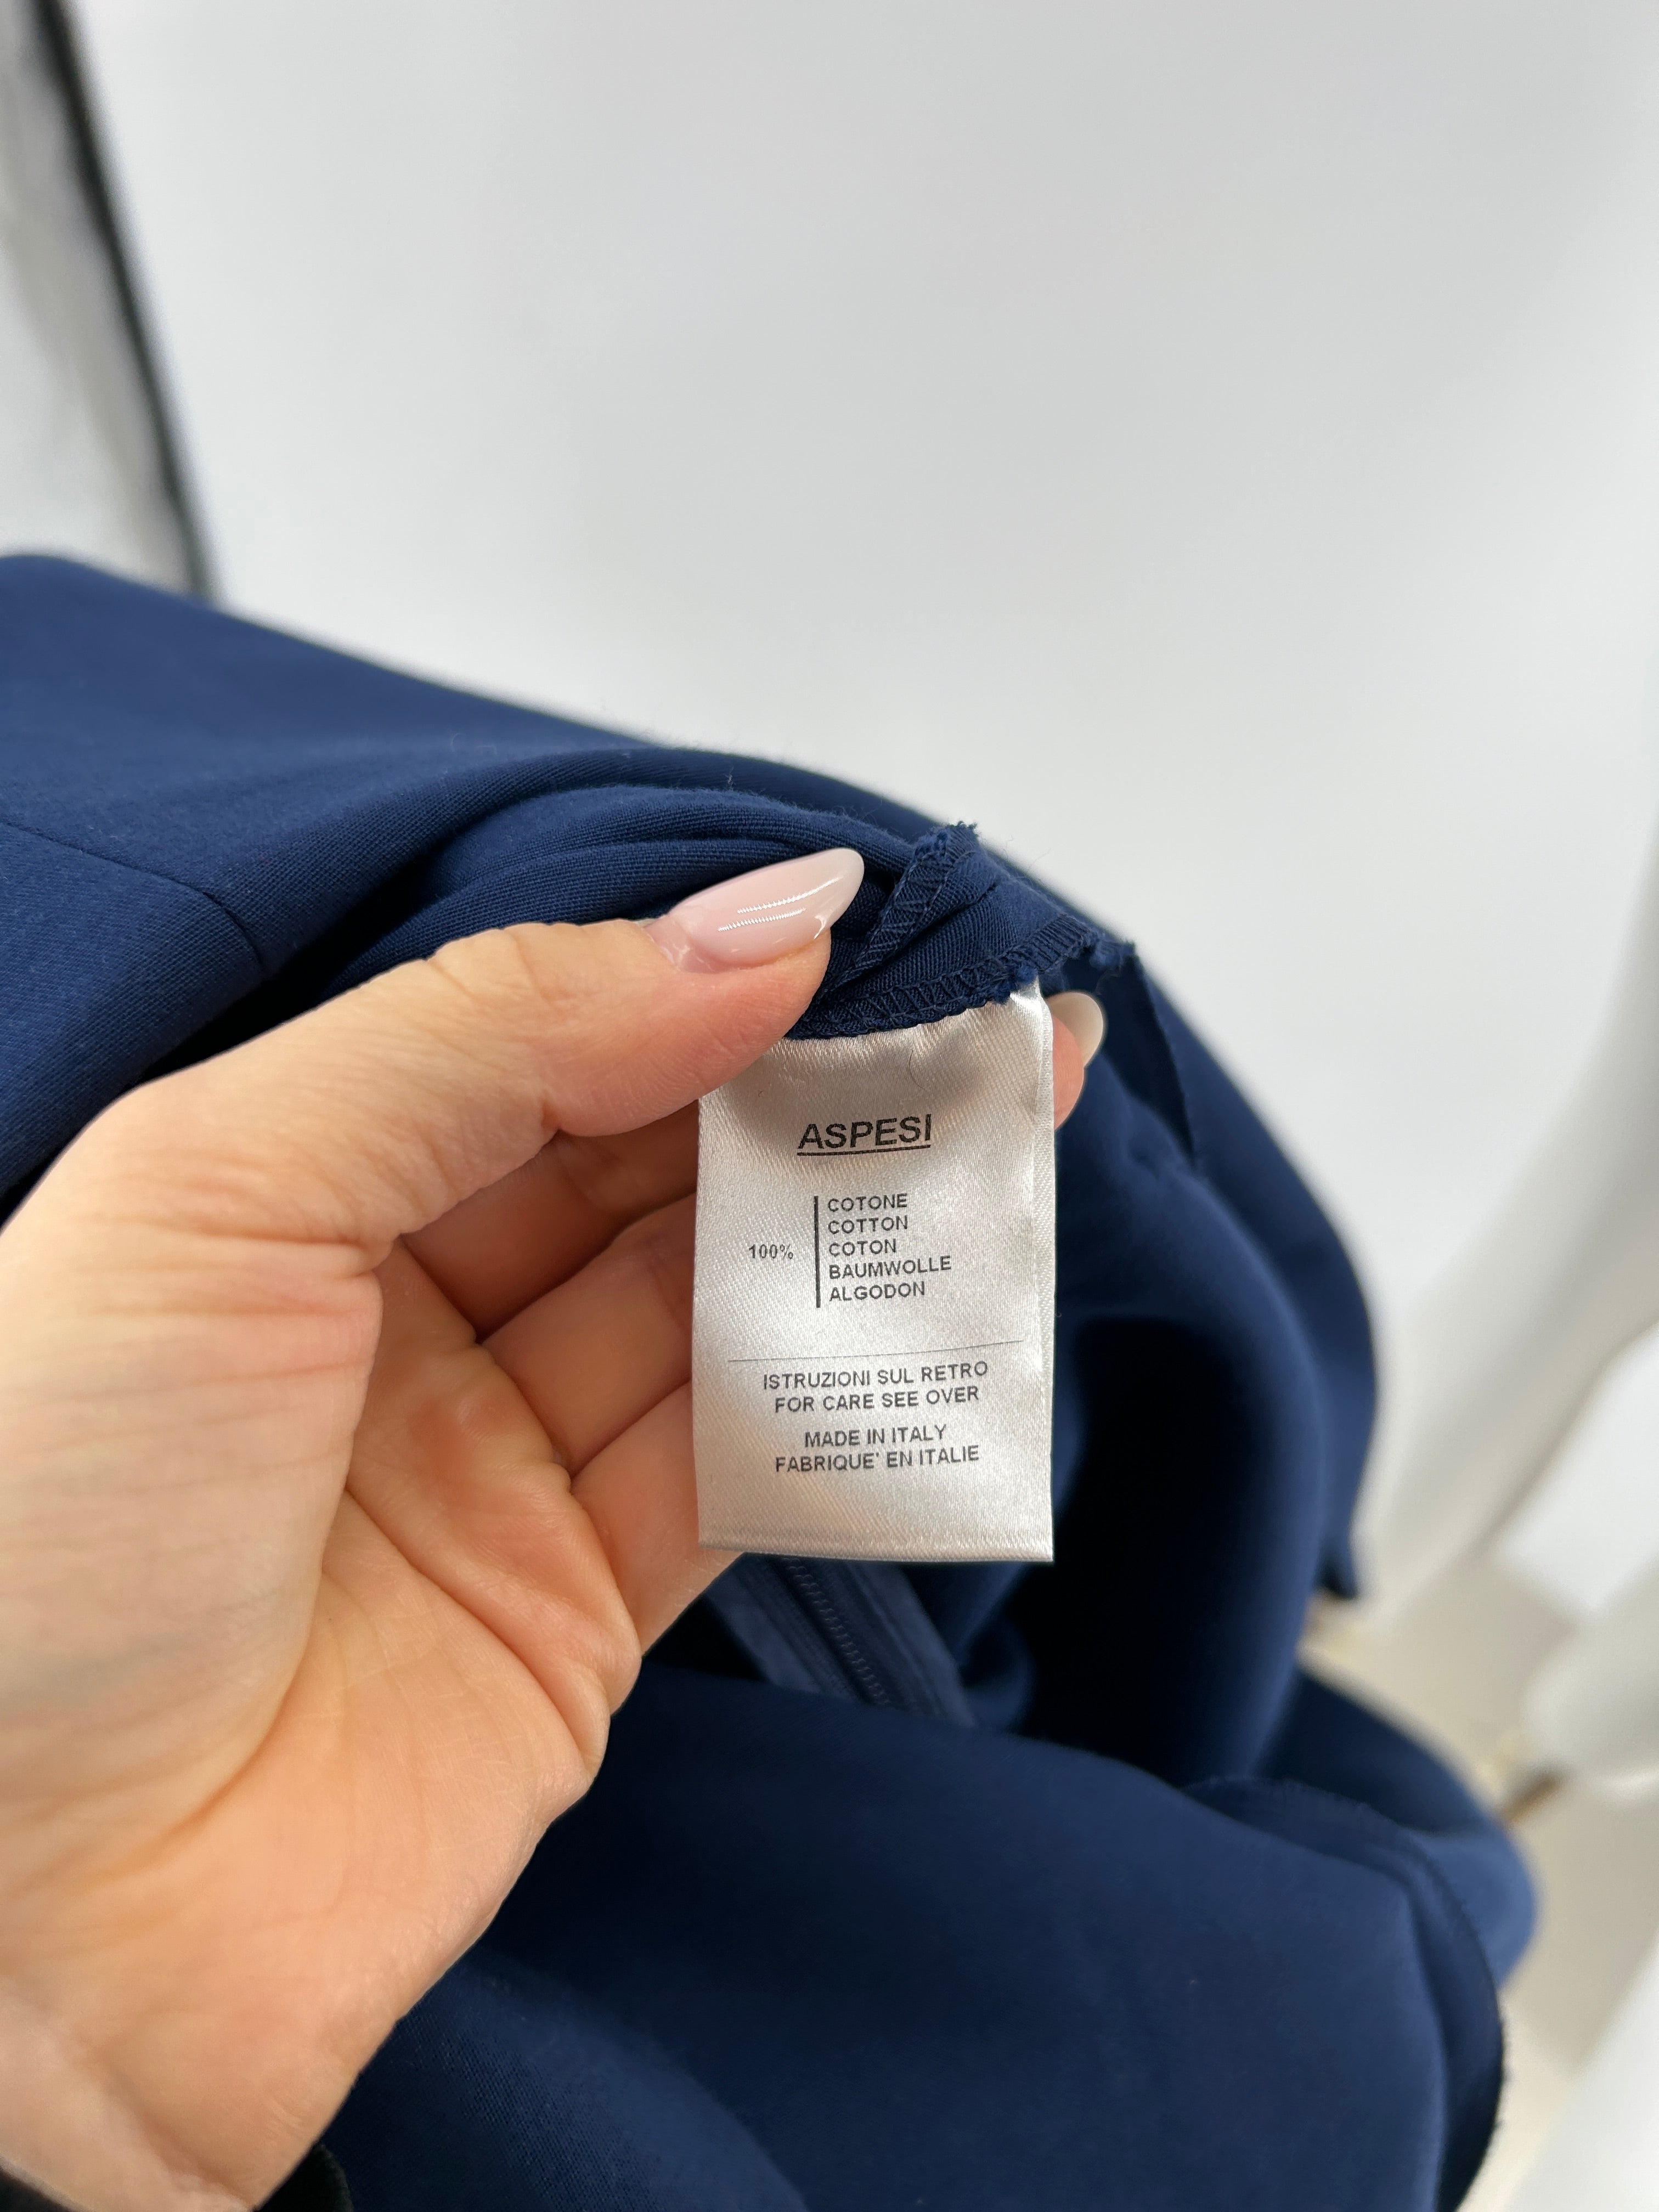 ASPESI
COTONE
COTTON
100% COTON
BAUMWOLLE
ALGODON
ISTRUZIONI SUL RETRO
FOR CARE SEE OVER
MADE IN ITALY
FABRIQUE' EN ITALIE